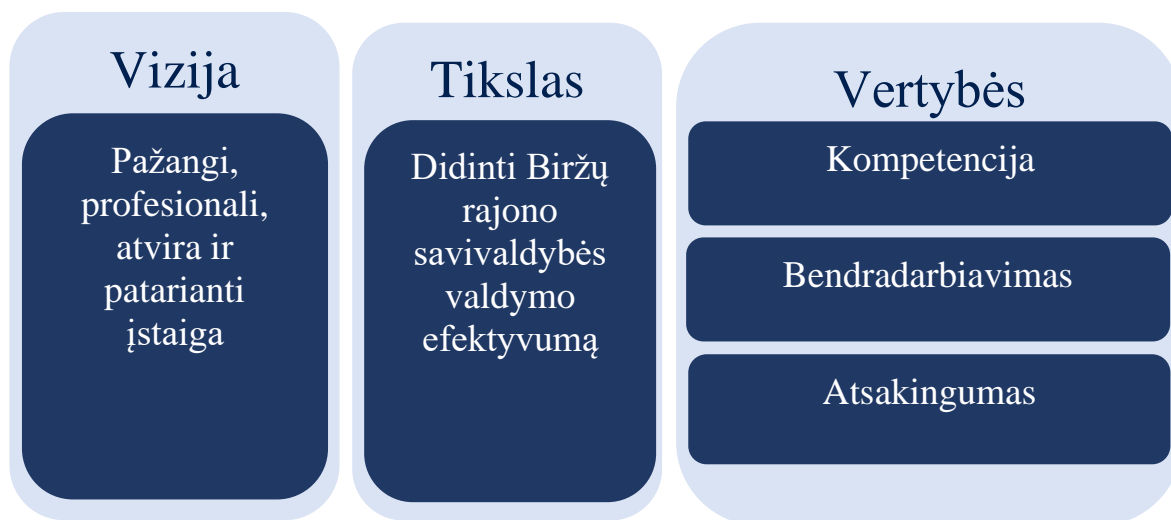 Vizija
Pažangi,
profesionali,
atvira ir
patarianti
įstaiga
Tikslas
Didinti Biržų
rajono
savivaldybės
valdymo
efektyvumą
Vertybės
Kompetencija
Bendradarbiavimas
Atsakingumas